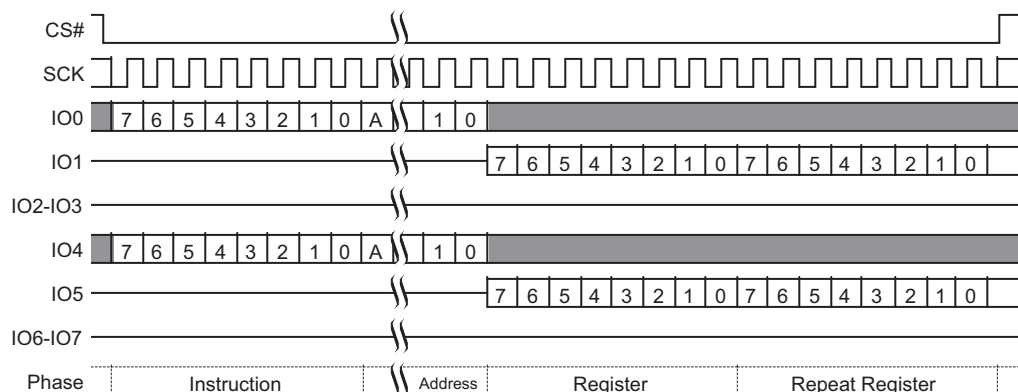 CS#
SCK
IO0 7 6 5 4 3 2 1 0 A 1 0
IO1 7 6 5 4 3 2 1 0 7 6 5 4 3 2 1 0
IO2-IO3
IO4 7 6 5 4 3 2 1 0 A 1 0
IO5 7 6 5 4 3 2 1 0 7 6 5 4 3 2 1 0
IO6-IO7
Phase Instruction Address Register Repeat Register